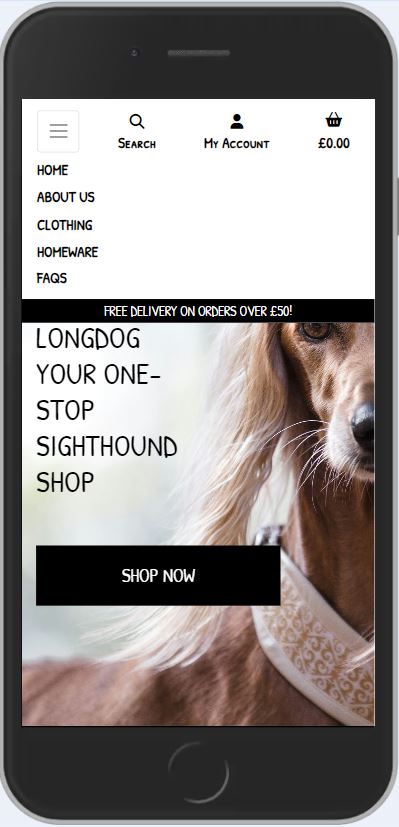 Search
My Account
£0.00
HOME
ABOUT US
CLOTHING
HOMEWARE
FAQS
FREE DELIVERY ON ORDERS OVER £50!
LONGDOG
YOUR ONE-
STOP
SIGHTHOUND
SHOP
SHOP NOW